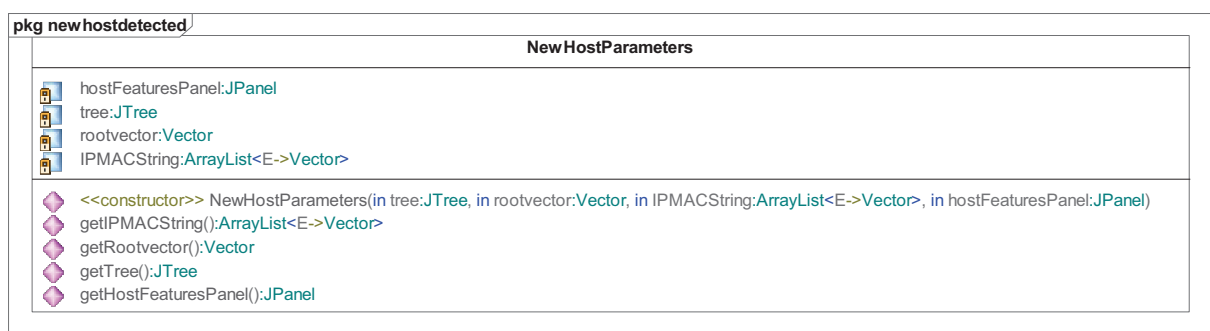 pkg newhostdetected
NewHostParameters
hostFeaturesPanel:JPanel
tree:JTree
rootvector:Vector
IPMACString:ArrayList<E->Vector>
<<constructor>> NewHostParameters(in tree:JTree, in rootvector:Vector, in IPMACString:ArrayList<E->Vector>, in hostFeaturesPanel:JPanel)
getIPMACString():ArrayList<E->Vector>
getRootvector():Vector
getTree():JTree
getHostFeaturesPanel():JPanel